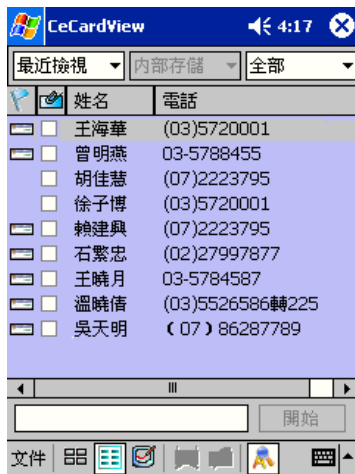 CeCardView 4:17
最近檢視 內部存儲 全部
姓名 電話
王海華 (03)5720001
曾明燕 03-5788455
胡佳慧 (07)2223795
徐子博 (03)5720001
賴建興 (07)2223795
石繁忠 (02)27997877
王曉月 03-5784587
溫曉倩 (03)5526586轉225
吳天明 (07)86287789
開始
文件